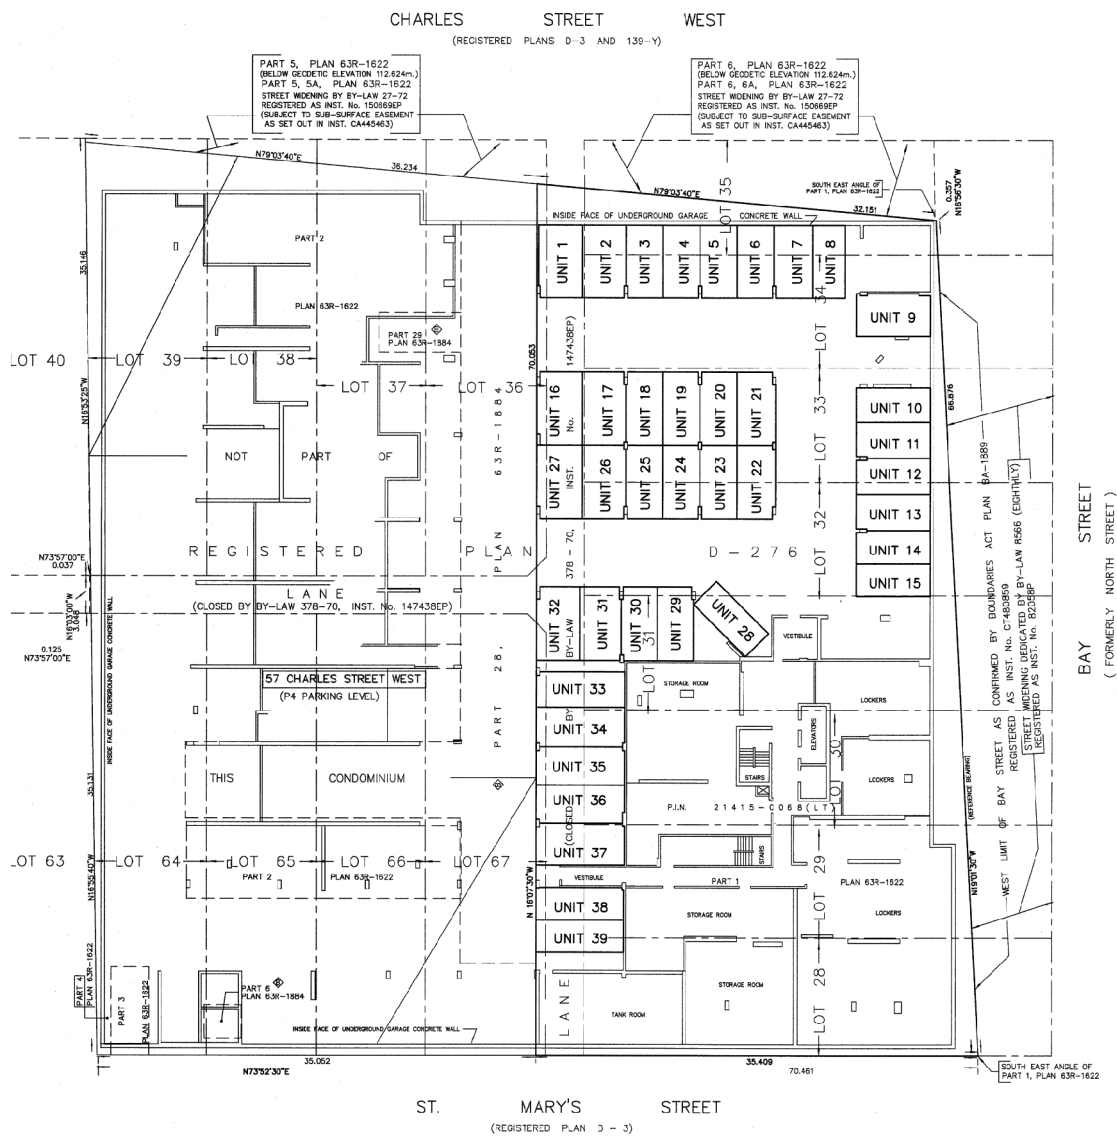 CHARLES STREET WEST
(REGISTERED PLANS D-3 AND 139-Y)
PART 5, PLAN 63R-1622
(BELOW GEODETIC ELEVATION 112.624m.)
PART 5, 5A, PLAN 63R-1622
STREET WIDENING BY BY-LAW 27-72
REGISTERED AS INST. No. 150669EP
(SUBJECT TO SUB-SURFACE EASEMENT
AS SET OUT IN INST. CA445463)
PART 6, PLAN 63R-1622
(BELOW GEODETIC ELEVATION 112.624m.)
PART 6, 6A, PLAN 63R-1622
STREET WIDENING BY BY-LAW 27-72
REGISTERED AS INST. No. 150669EP
(SUBJECT TO SUB-SURFACE EASEMENT
AS SET OUT IN INST. CA445463)
N79°03'40"E
36.234
N79°03'40"E
32.151
SOUTH EAST ANGLE OF
PART 1, PLAN 63R-1622
0.357
N16°56'30"W
LOT 35
INSIDE FACE OF UNDERGROUND GARAGE CONCRETE WALL
PART 2
PLAN 63R-1622
35.146
UNIT 1
UNIT 2
UNIT 3
UNIT 4
UNIT 5
UNIT 6
UNIT 7
UNIT 8
LOT 34
UNIT 9
PART 29
PLAN 63R-1884
70.053
147438EP)
LOT 40
LOT 39
LOT 38
LOT 37
LOT 36
N16°53'25"W
66.876
UNIT 16
UNIT 17
UNIT 18
UNIT 19
UNIT 20
UNIT 21
No.
LOT 33
UNIT 10
UNIT 11
UNIT 12
UNIT 13
UNIT 14
UNIT 15
UNIT 27
UNIT 26
UNIT 25
UNIT 24
UNIT 23
UNIT 22
INST.
LOT 32
NOT PART OF
PART 28, PLAN 63R-1884
REGISTERED PLAN D-276
378-70,
N73°57'00"E
0.037
N16°03'00"W
3.048
0.125
N73°57'00"E
LANE
(CLOSED BY BY-LAW 378-70, INST. No. 147438EP)
UNIT 32
UNIT 31
UNIT 30
UNIT 29
UNIT 28
BY-LAW
LOT 31
VESTIBULE
INSIDE FACE OF UNDERGROUND GARAGE CONCRETE WALL
57 CHARLES STREET WEST
(P4 PARKING LEVEL)
UNIT 33
UNIT 34
UNIT 35
UNIT 36
UNIT 37
BY
(CLOSED
STORAGE ROOM
LOCKERS
ELEVATORS
STAIRS
LOT 30
LOCKERS
THIS CONDOMINIUM
P.I.N. 21415-0068(LT)
STAIRS
35.131
LOT 63
LOT 64
LOT 65
LOT 66
LOT 67
PART 2
PLAN 63R-1622
N16°55'40"W
N 16°07'30"W
VESTIBULE
PART 1
PLAN 63R-1622
LOT 29
UNIT 38
UNIT 39
STORAGE ROOM
LOCKERS
STORAGE ROOM
TANK ROOM
LANE
LOT 28
PART 4
PLAN 63R-1622
PART 3
PLAN 63R-1622
PART 6
PLAN 63R-1884
INSIDE FACE OF UNDERGROUND GARAGE CONCRETE WALL
35.052
N73°52'30"E
35.409
70.461
SOUTH EAST ANGLE OF
PART 1, PLAN 63R-1622
(REFERENCE BEARING)
N19°01'30"W
WEST LIMIT OF BAY STREET AS CONFIRMED BY BOUNDARIES ACT PLAN BA-1889
REGISTERED AS INST. No. CT480859
STREET WIDENING DEDICATED BY BY-LAW 8566 (EIGHTHLY)
REGISTERED AS INST. No. 82058P
BAY STREET
(FORMERLY NORTH STREET)
ST. MARY'S STREET
(REGISTERED PLAN D - 3)